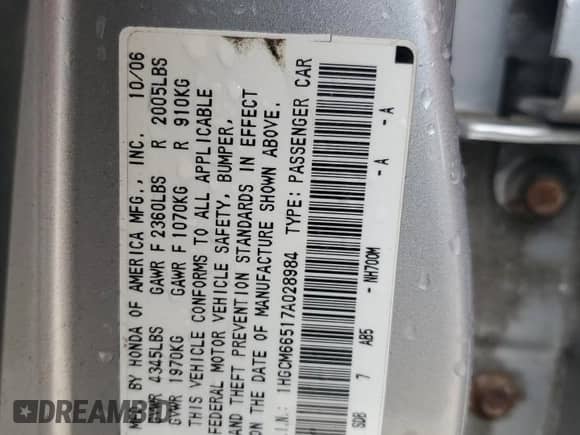 MFD. BY HONDA OF AMERICA MFG., INC. 10/06
GVWR 4345LBS GAWR F 2360LBS R 2005LBS
GVWR 1970KG GAWR F 1070KG R 910KG
THIS VEHICLE CONFORMS TO ALL APPLICABLE
FEDERAL MOTOR VEHICLE SAFETY, BUMPER,
AND THEFT PREVENTION STANDARDS IN EFFECT
ON THE DATE OF MANUFACTURE SHOWN ABOVE.
V.I.N.: 1HGCM66517A028984 TYPE: PASSENGER CAR
SDB 7 AB5 - NH700M - A - A
DREAMBID